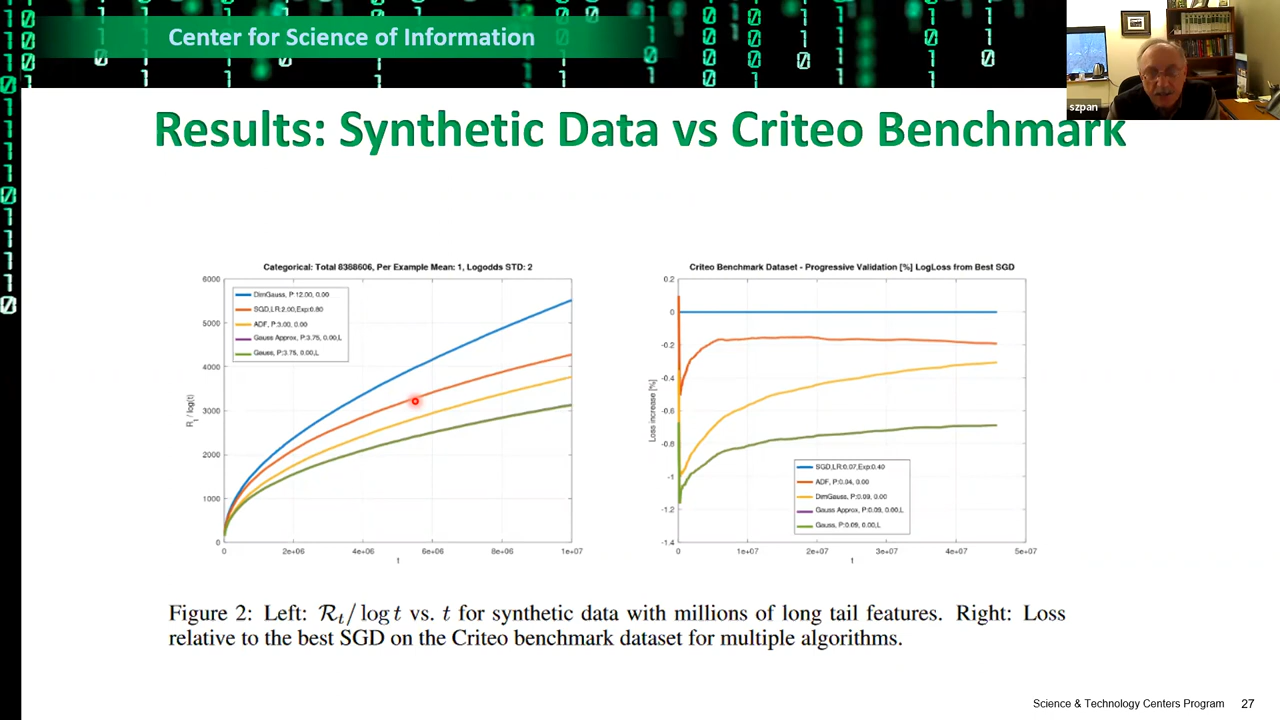 Center for Science of Information
szpan
Results: Synthetic Data vs Criteo Benchmark
Categorical: Total 8388606, Per Example Mean: 1, Logodds STD: 2
R_t / log(t)
6000
5000
4000
3000
2000
1000
0
DimGauss, P:12.00, 0.00
SGD,LR:2.00,Exp:0.80
ADF, P:3.00, 0.00
Gauss Approx, P:3.75, 0.00,L
Gauss, P:3.75, 0.00,L
0 2e+06 4e+06 6e+06 8e+06 1e+07
t
Criteo Benchmark Dataset - Progressive Validation [%] LogLoss from Best SGD
Loss increase [%]
0.2
0
-0.2
-0.4
-0.6
-0.8
-1
-1.2
-1.4
SGD,LR:0.07,Exp:0.40
ADF, P:0.04, 0.00
DimGauss, P:0.09, 0.00
Gauss Approx, P:0.09, 0.00,L
Gauss, P:0.09, 0.00,L
0 1e+07 2e+07 3e+07 4e+07 5e+07
t
Figure 2: Left: ℛt/ log t vs. t for synthetic data with millions of long tail features. Right: Loss
relative to the best SGD on the Criteo benchmark dataset for multiple algorithms.
Science & Technology Centers Program 27